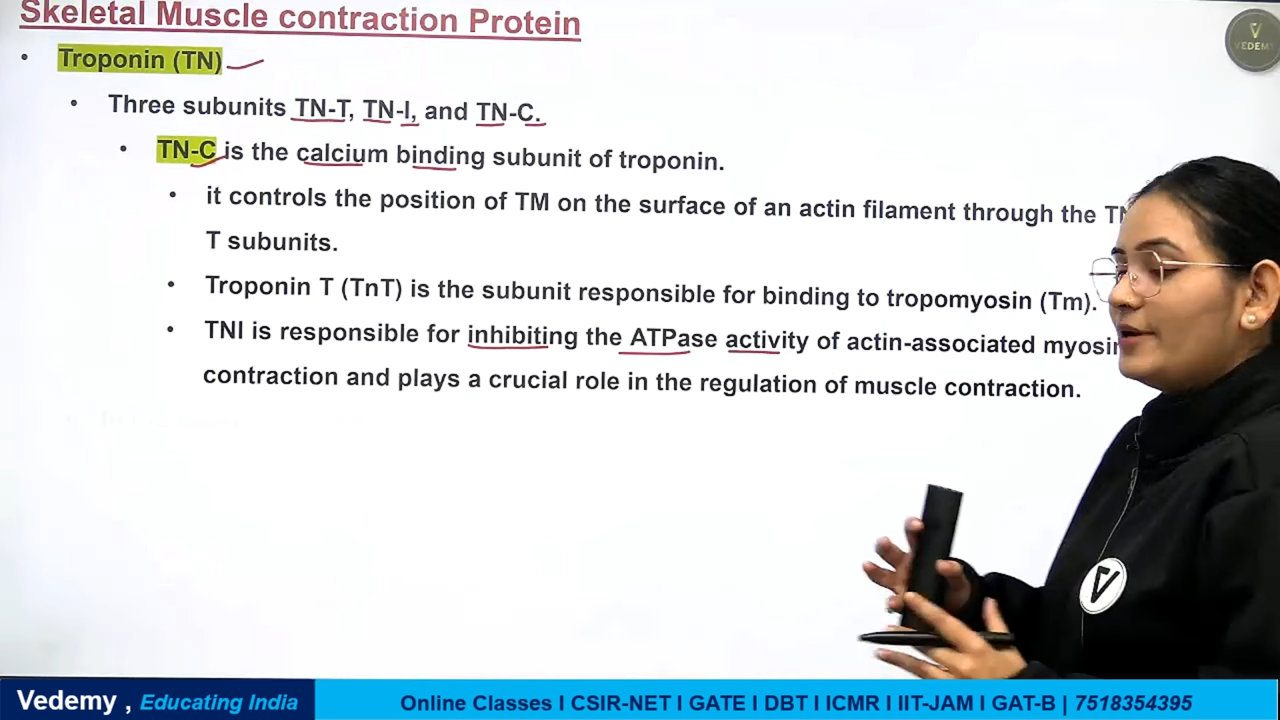 Skeletal Muscle contraction Protein
VEDEMY
• Troponin (TN)
• Three subunits TN-T, TN-I, and TN-C.
• TN-C is the calcium binding subunit of troponin.
• it controls the position of TM on the surface of an actin filament through the
T subunits.
• Troponin T (TnT) is the subunit responsible for binding to tropomyosin (Tm).
• TNI is responsible for inhibiting the ATPase activity of actin-associated
contraction and plays a crucial role in the regulation of muscle contraction.
Vedemy , Educating India
Online Classes I CSIR-NET I GATE I DBT I ICMR I IIT-JAM I GAT-B | 7518354395